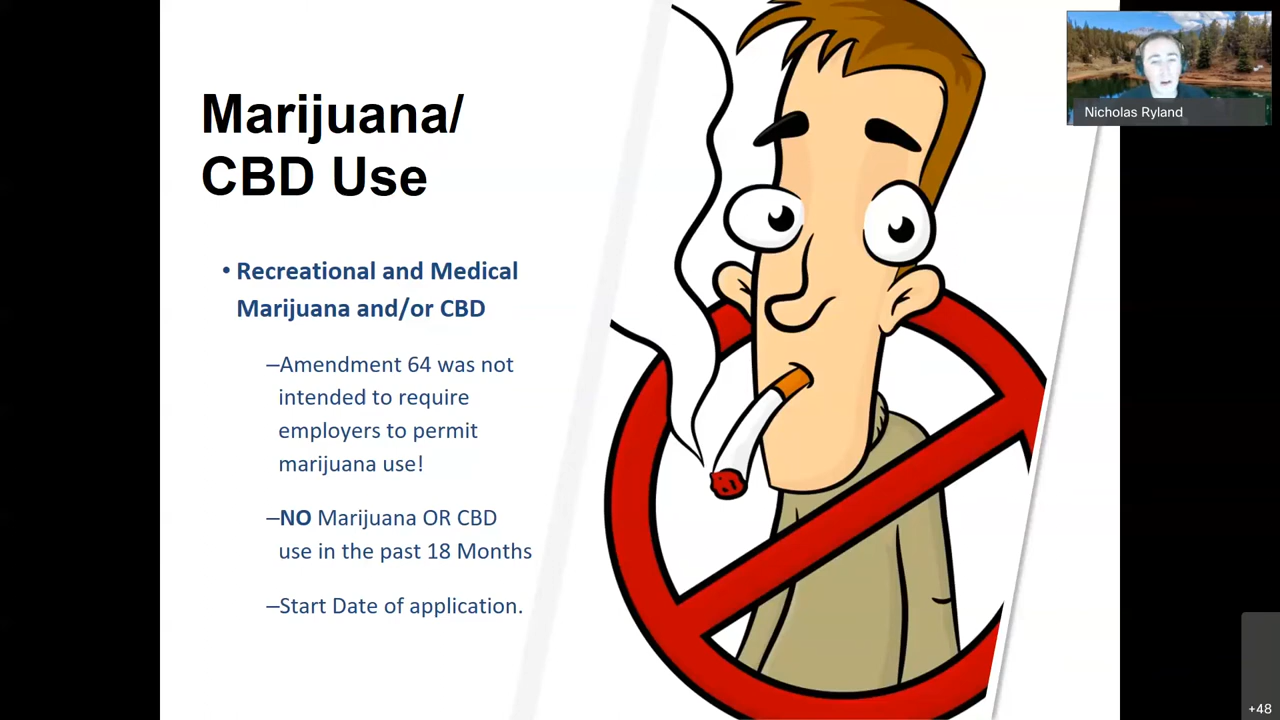 Marijuana/
CBD Use
• Recreational and Medical
Marijuana and/or CBD
–Amendment 64 was not
intended to require
employers to permit
marijuana use!
–NO Marijuana OR CBD
use in the past 18 Months
–Start Date of application.
Nicholas Ryland
+48